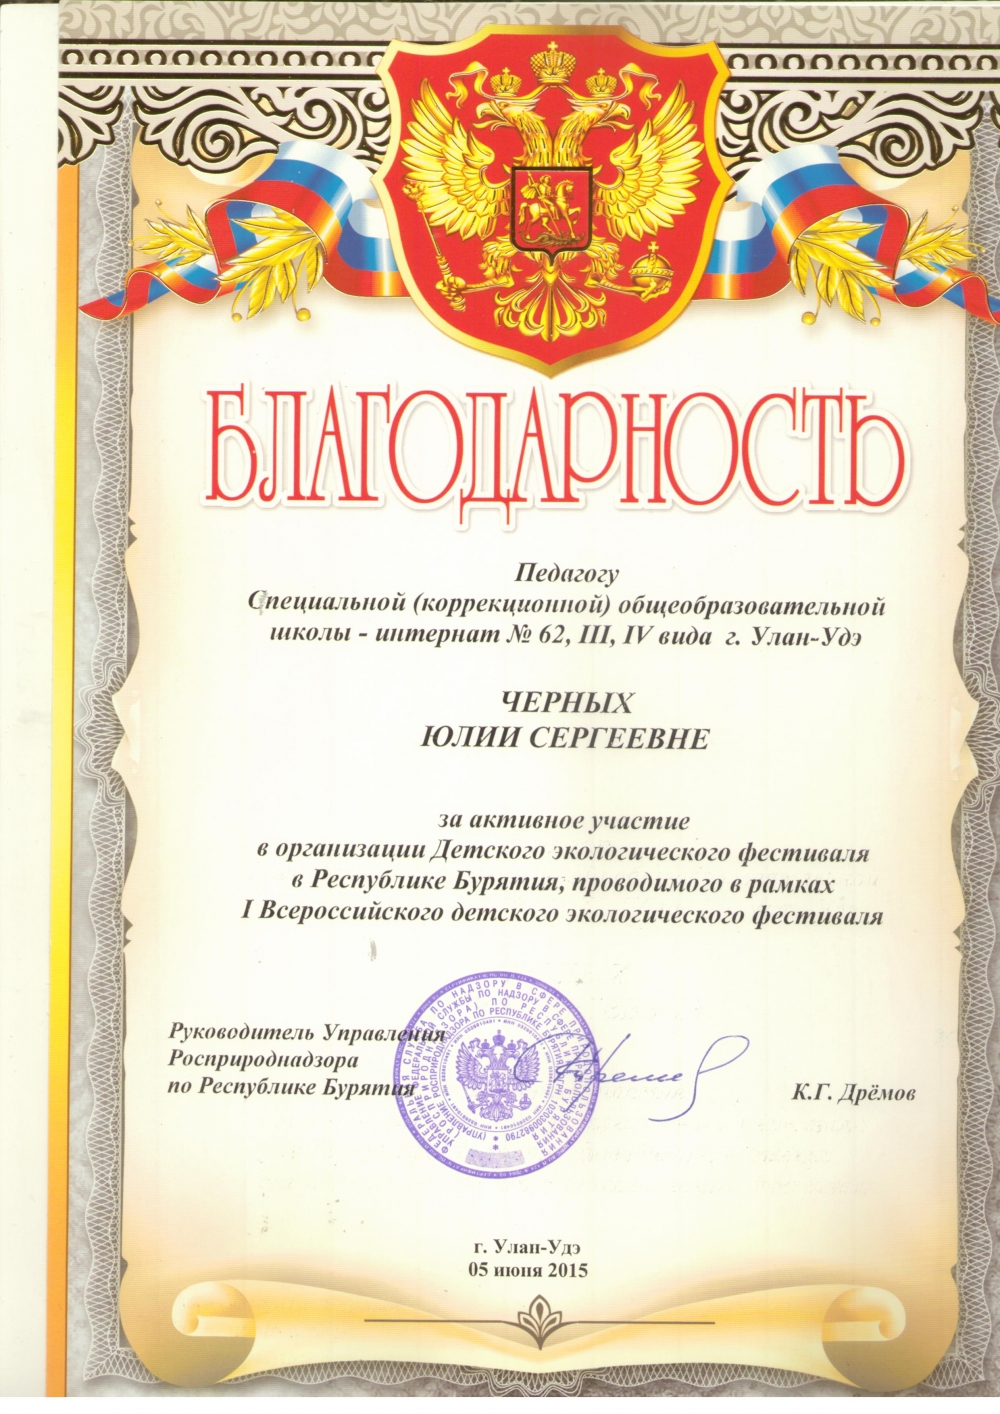 БЛАГОДАРНОСТЬ
Педагогу
Специальной (коррекционной) общеобразовательной
школы - интернат № 62, III, IV вида г. Улан-Удэ
ЧЕРНЫХ
ЮЛИИ СЕРГЕЕВНЕ
за активное участие
в организации Детского экологического фестиваля
в Республике Бурятия, проводимого в рамках
I Всероссийского детского экологического фестиваля
Руководитель Управления
Росприроднадзора
по Республике Бурятия
К.Г. Дрёмов
г. Улан-Удэ
05 июня 2015